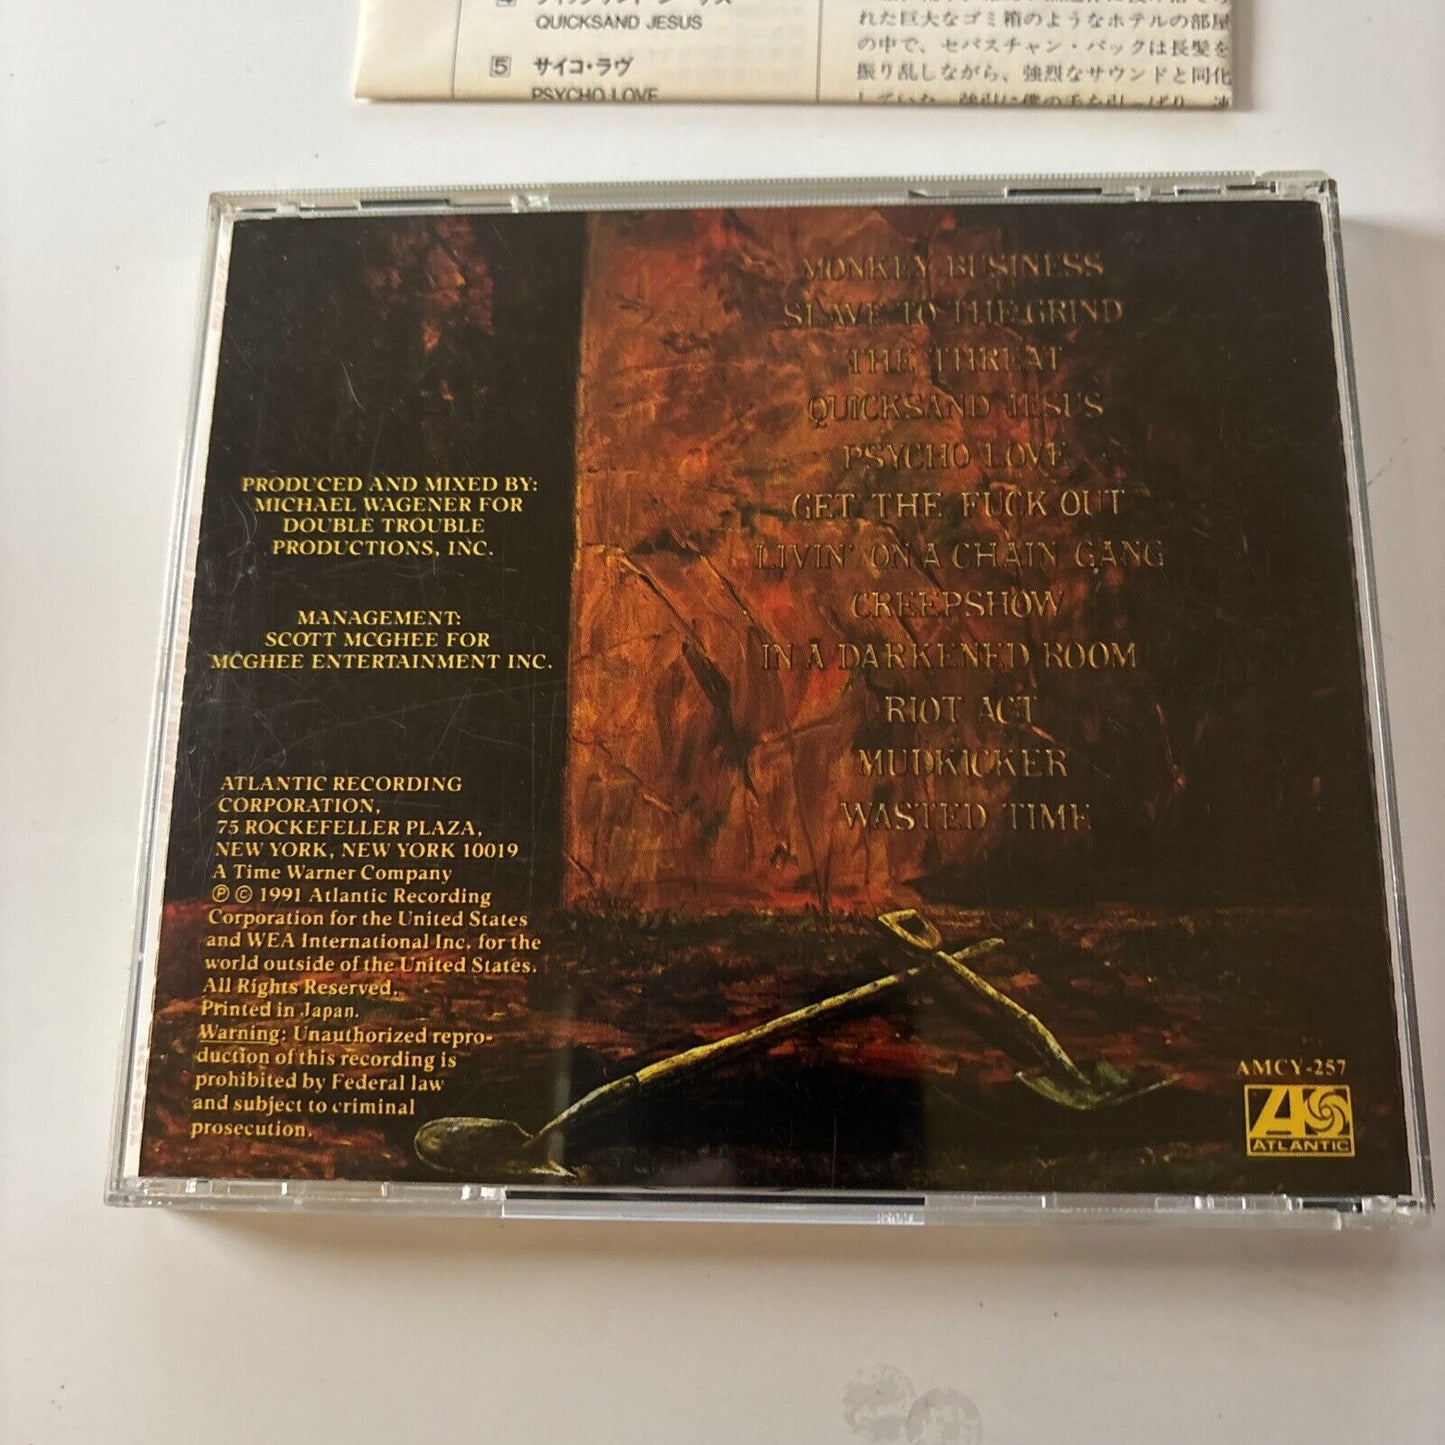 QUICKSAND JESUS
5 サイコ・ラヴ
PSYCHO LOVE
れた巨大なゴミ箱のようなホテルの部屋
の中で、セバスチャン・バックは長髪を
振り乱しながら、強烈なサウンドと同化
MONKEY BUSINESS
SLAVE TO THE GRIND
THE THREAT
QUICKSAND JESUS
PSYCHO LOVE
GET THE FUCK OUT
LIVIN' ON A CHAIN GANG
CREEPSHOW
IN A DARKENED ROOM
RIOT ACT
MUDKICKER
WASTED TIME
PRODUCED AND MIXED BY:
MICHAEL WAGENER FOR
DOUBLE TROUBLE
PRODUCTIONS, INC.
MANAGEMENT:
SCOTT MCGHEE FOR
MCGHEE ENTERTAINMENT INC.
ATLANTIC RECORDING
CORPORATION,
75 ROCKEFELLER PLAZA,
NEW YORK, NEW YORK 10019
A Time Warner Company
℗ © 1991 Atlantic Recording
Corporation for the United States
and WEA International Inc. for the
world outside of the United States.
All Rights Reserved.
Printed in Japan.
Warning: Unauthorized repro-
duction of this recording is
prohibited by Federal law
and subject to criminal
prosecution.
AMCY-257
ATLANTIC